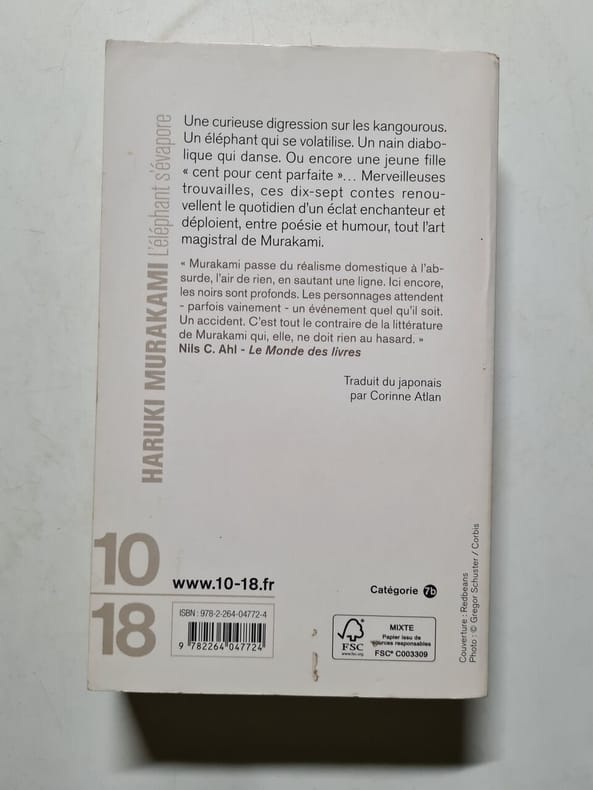 HARUKI MURAKAMI L'éléphant s'évapore
Une curieuse digression sur les kangourous.
Un éléphant qui se volatilise. Un nain diabo-
lique qui danse. Ou encore une jeune fille
« cent pour cent parfaite »... Merveilleuses
trouvailles, ces dix-sept contes renou-
vellent le quotidien d'un éclat enchanteur et
déploient, entre poésie et humour, tout l'art
magistral de Murakami.
« Murakami passe du réalisme domestique à l'ab-
surde, l'air de rien, en sautant une ligne. Ici encore,
les noirs sont profonds. Les personnages attendent
- parfois vainement - un événement quel qu'il soit.
Un accident. C'est tout le contraire de la littérature
de Murakami qui, elle, ne doit rien au hasard. »
Nils C. Ahl - Le Monde des livres
Traduit du japonais
par Corinne Atlan
10
18
www.10-18.fr
Catégorie 7b
ISBN : 978-2-264-04772-4
9 782264 047724
FSC
www.fsc.org
MIXTE
Papier issu de
sources responsables
FSC® C003309
Couverture : Redbeans
Photo : © Gregor Schuster / Corbis